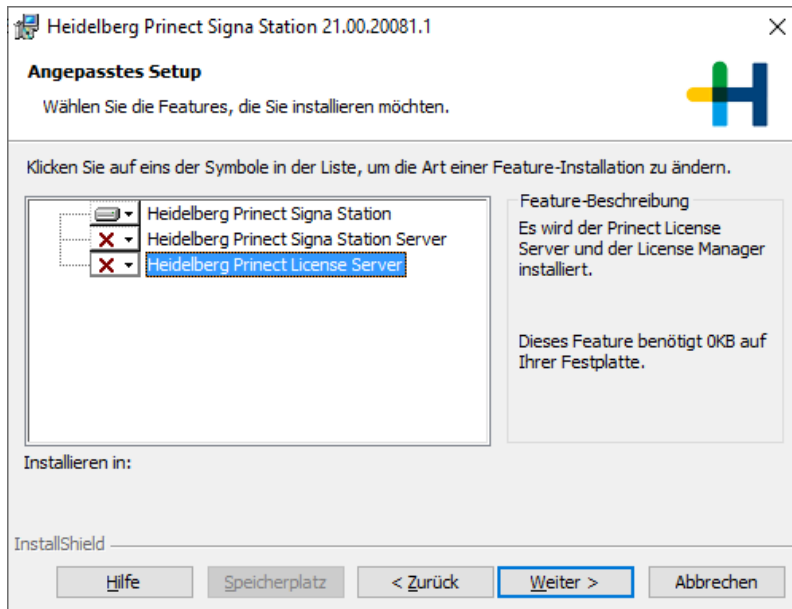 Heidelberg Prinect Signa Station 21.00.20081.1
Angepasstes Setup
Wählen Sie die Features, die Sie installieren möchten.
Klicken Sie auf eins der Symbole in der Liste, um die Art einer Feature-Installation zu ändern.
Heidelberg Prinect Signa Station
Heidelberg Prinect Signa Station Server
Heidelberg Prinect License Server
Feature-Beschreibung
Es wird der Prinect License
Server und der License Manager
installiert.
Dieses Feature benötigt 0KB auf
Ihrer Festplatte.
Installieren in:
InstallShield
Hilfe
Speicherplatz
< Zurück
Weiter >
Abbrechen